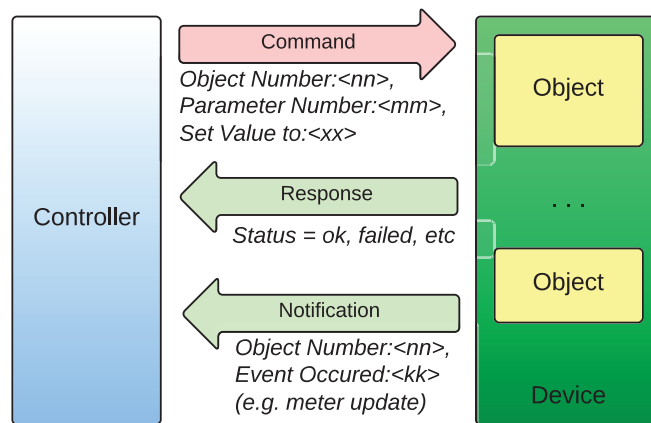 Command
Object Number:<nn>,
Parameter Number:<mm>,
Set Value to:<xx>
Object
Controller
Response
Status = ok, failed, etc
. . .
Object
Notification
Object Number:<nn>,
Event Occured:<kk>
(e.g. meter update)
Device